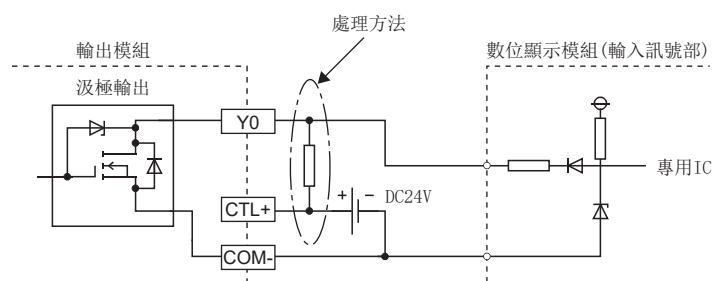 處理方法
輸出模組
數位顯示模組(輸入訊號部)
汲極輸出
Y0
專用IC
CTL+
+ - DC24V
COM-